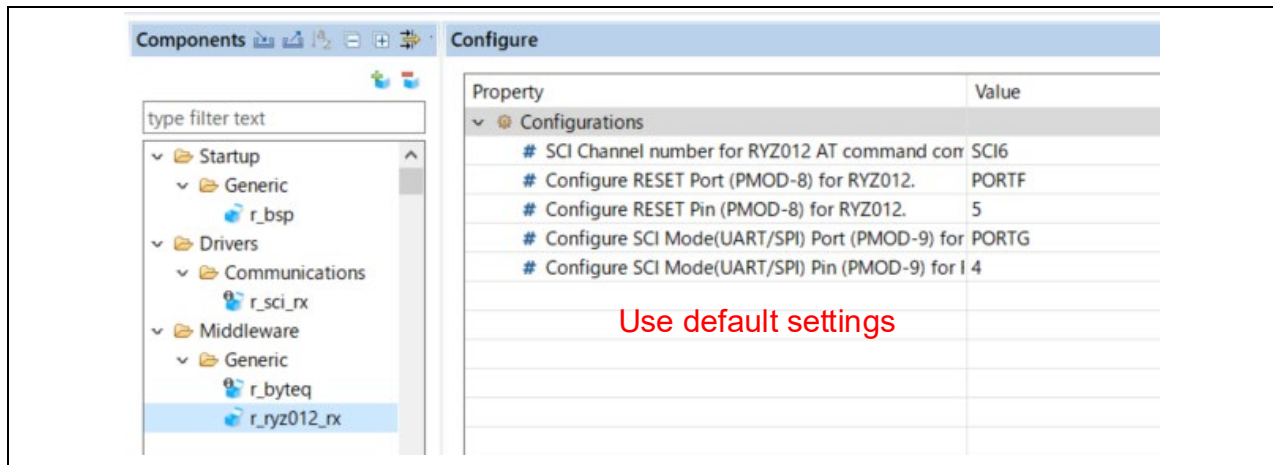 Components
Configure
type filter text
Startup
Generic
r_bsp
Drivers
Communications
r_sci_rx
Middleware
Generic
r_byteq
r_ryz012_rx
Property Value
Configurations
# SCI Channel number for RYZ012 AT command com SCI6
# Configure RESET Port (PMOD-8) for RYZ012. PORTF
# Configure RESET Pin (PMOD-8) for RYZ012. 5
# Configure SCI Mode(UART/SPI) Port (PMOD-9) for PORTG
# Configure SCI Mode(UART/SPI) Pin (PMOD-9) for 4
Use default settings